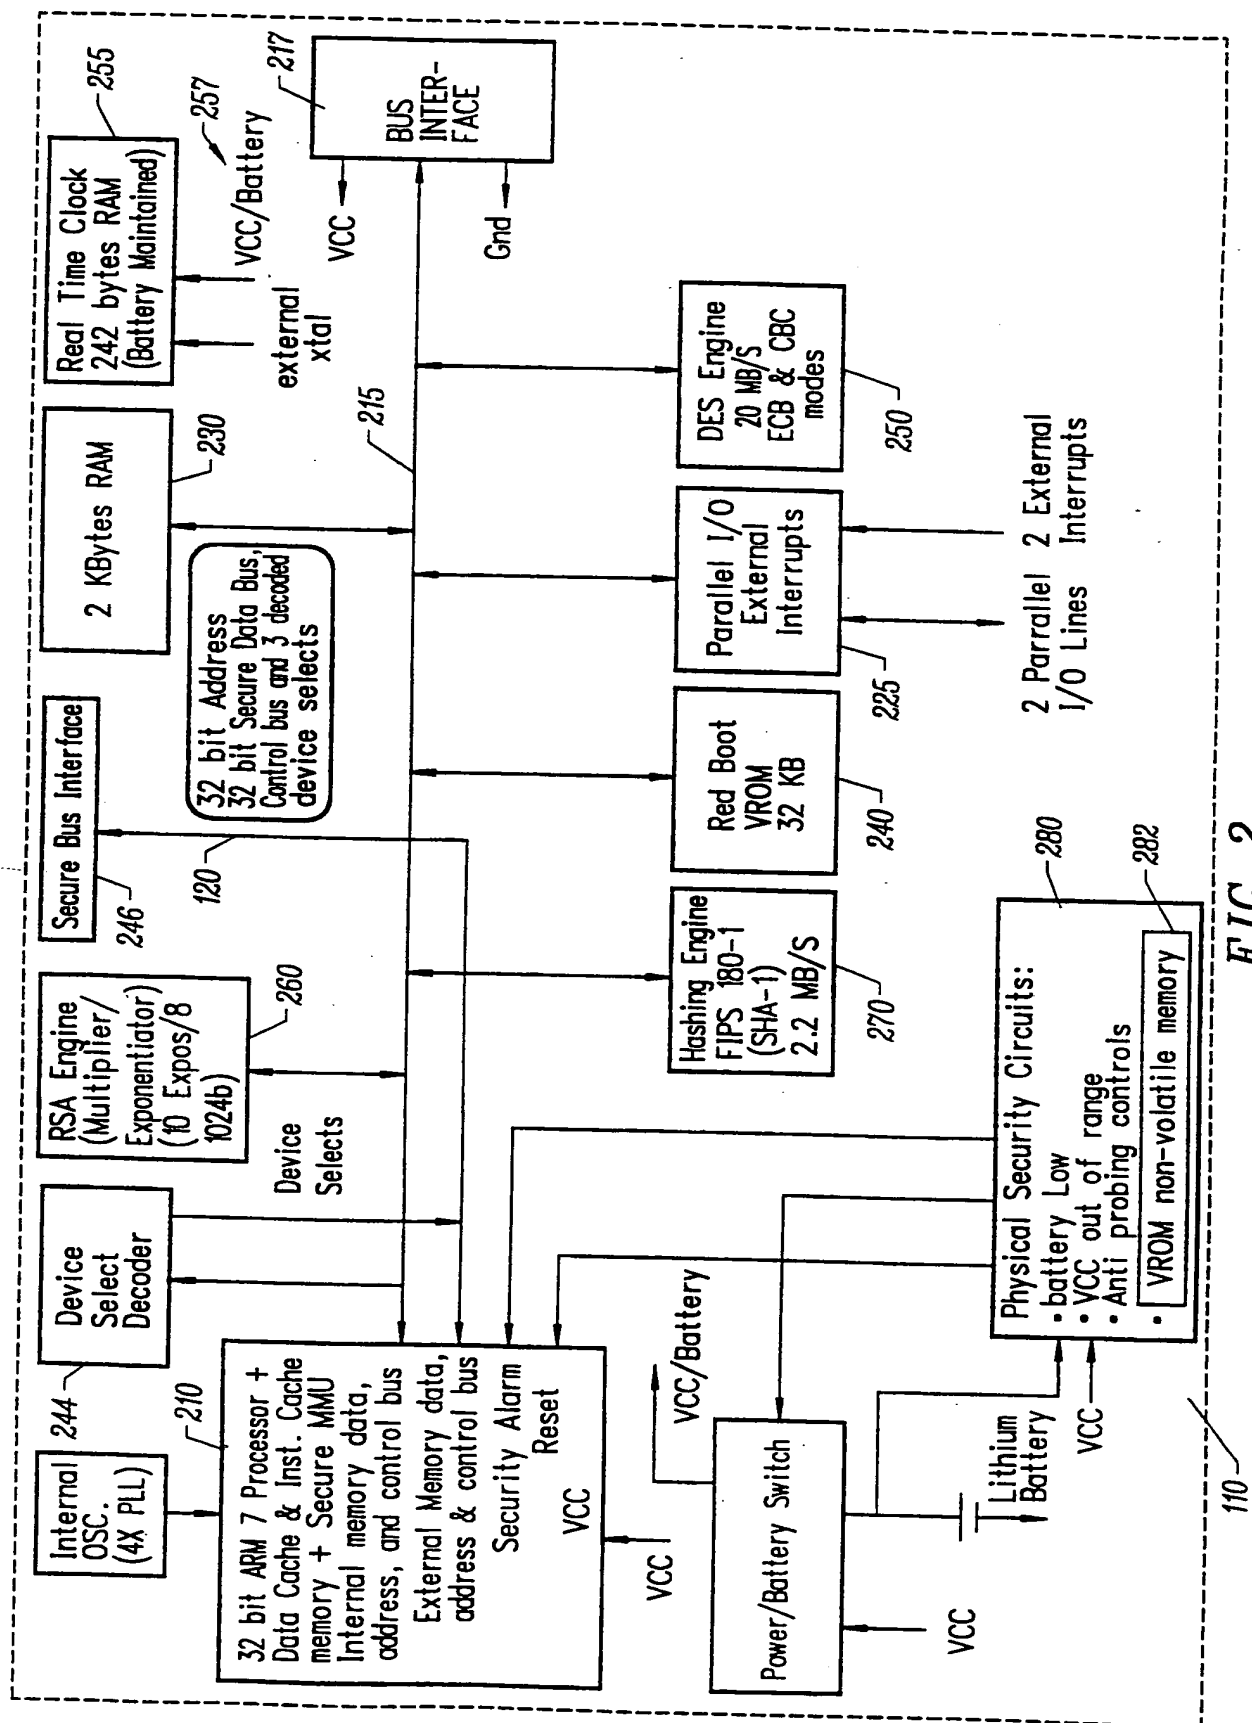 Internal
OSC.
(4X PLL)
244
Device
Select
Decoder
RSA Engine
(Multiplier/
Exponentiator)
(10 Expos/8
1024b)
260
Secure Bus Interface
246
2 KBytes RAM
230
Real Time Clock
242 bytes RAM
(Battery Maintained)
255
257
VCC/Battery
external
xtal
210
Device
Selects
120
32 bit Address
32 bit Secure Data Bus,
Control bus and 3 decoded
device selects
215
BUS
INTER-
FACE
217
VCC
Gnd
32 bit ARM 7 Processor +
Data Cache & Inst. Cache
memory + Secure MMU
Internal memory data,
address, and control bus
External Memory data,
address & control bus
Security Alarm
Reset
VCC
VCC
Hashing Engine
FIPS 180-1
(SHA-1)
2.2 MB/S
270
Red Boot
VROM
32 KB
240
Parallel I/O
External
Interrupts
225
DES Engine
20 MB/S
ECB & CBC
modes
250
2 Parrallel
I/O Lines
2 External
Interrupts
VCC/Battery
Power/Battery Switch
VCC
Lithium
Battery
VCC
Physical Security Circuits:
• battery Low
• VCC out of range
• Anti probing controls
• VROM non-volatile memory
280
282
110
FIG. 2